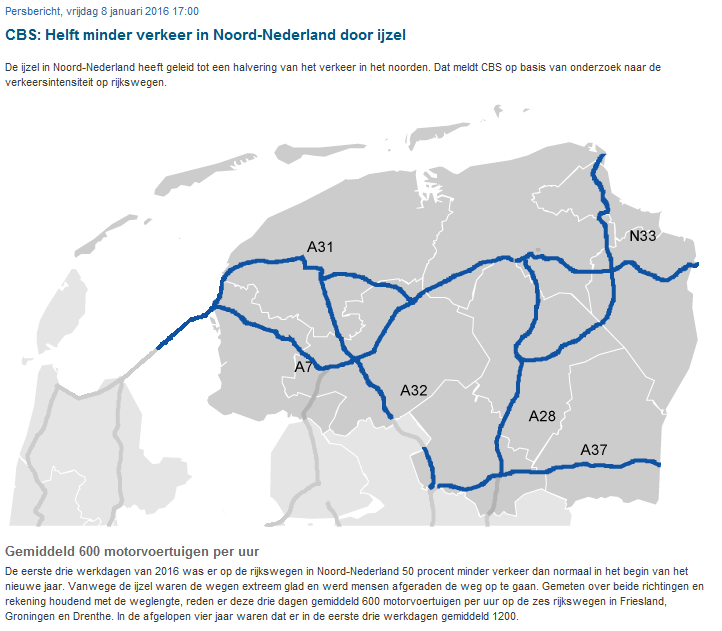 Persbericht, vrijdag 8 januari 2016 17:00
CBS: Helft minder verkeer in Noord-Nederland door ijzel
De ijzel in Noord-Nederland heeft geleid tot een halvering van het verkeer in het noorden. Dat meldt CBS op basis van onderzoek naar de
verkeersintensiteit op rijkswegen.
N33
A31
A7
A32
A28
A37
Gemiddeld 600 motorvoertuigen per uur
De eerste drie werkdagen van 2016 was er op de rijkswegen in Noord-Nederland 50 procent minder verkeer dan normaal in het begin van het
nieuwe jaar. Vanwege de ijzel waren de wegen extreem glad en werd mensen afgeraden de weg op te gaan. Gemeten over beide richtingen en
rekening houdend met de weglengte, reden er deze drie dagen gemiddeld 600 motorvoertuigen per uur op de zes rijkswegen in Friesland,
Groningen en Drenthe. In de afgelopen vier jaar waren dat er in de eerste drie werkdagen gemiddeld 1200.